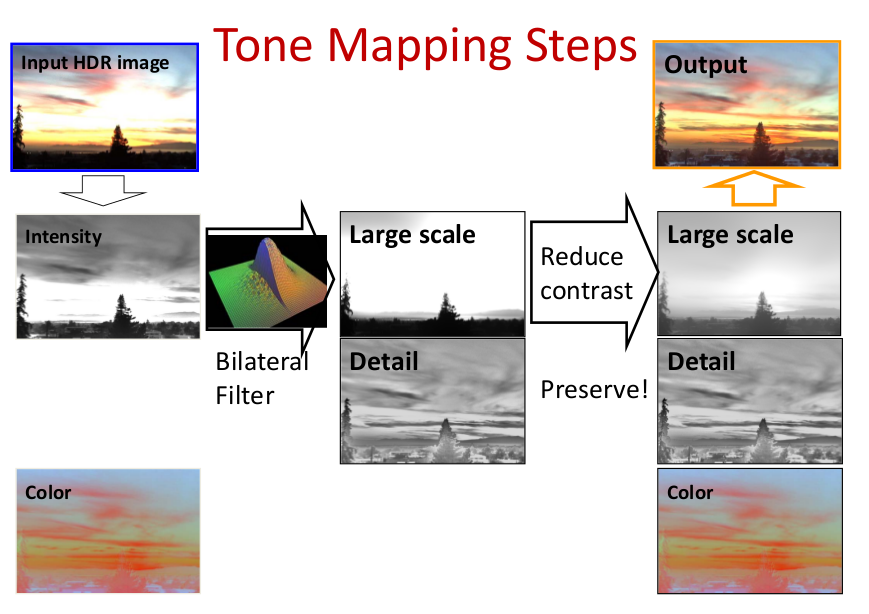 Tone Mapping Steps
Input HDR image
Output
Intensity
Large scale
Reduce
contrast
Large scale
Bilateral
Filter
Detail
Preserve!
Detail
Color
Color